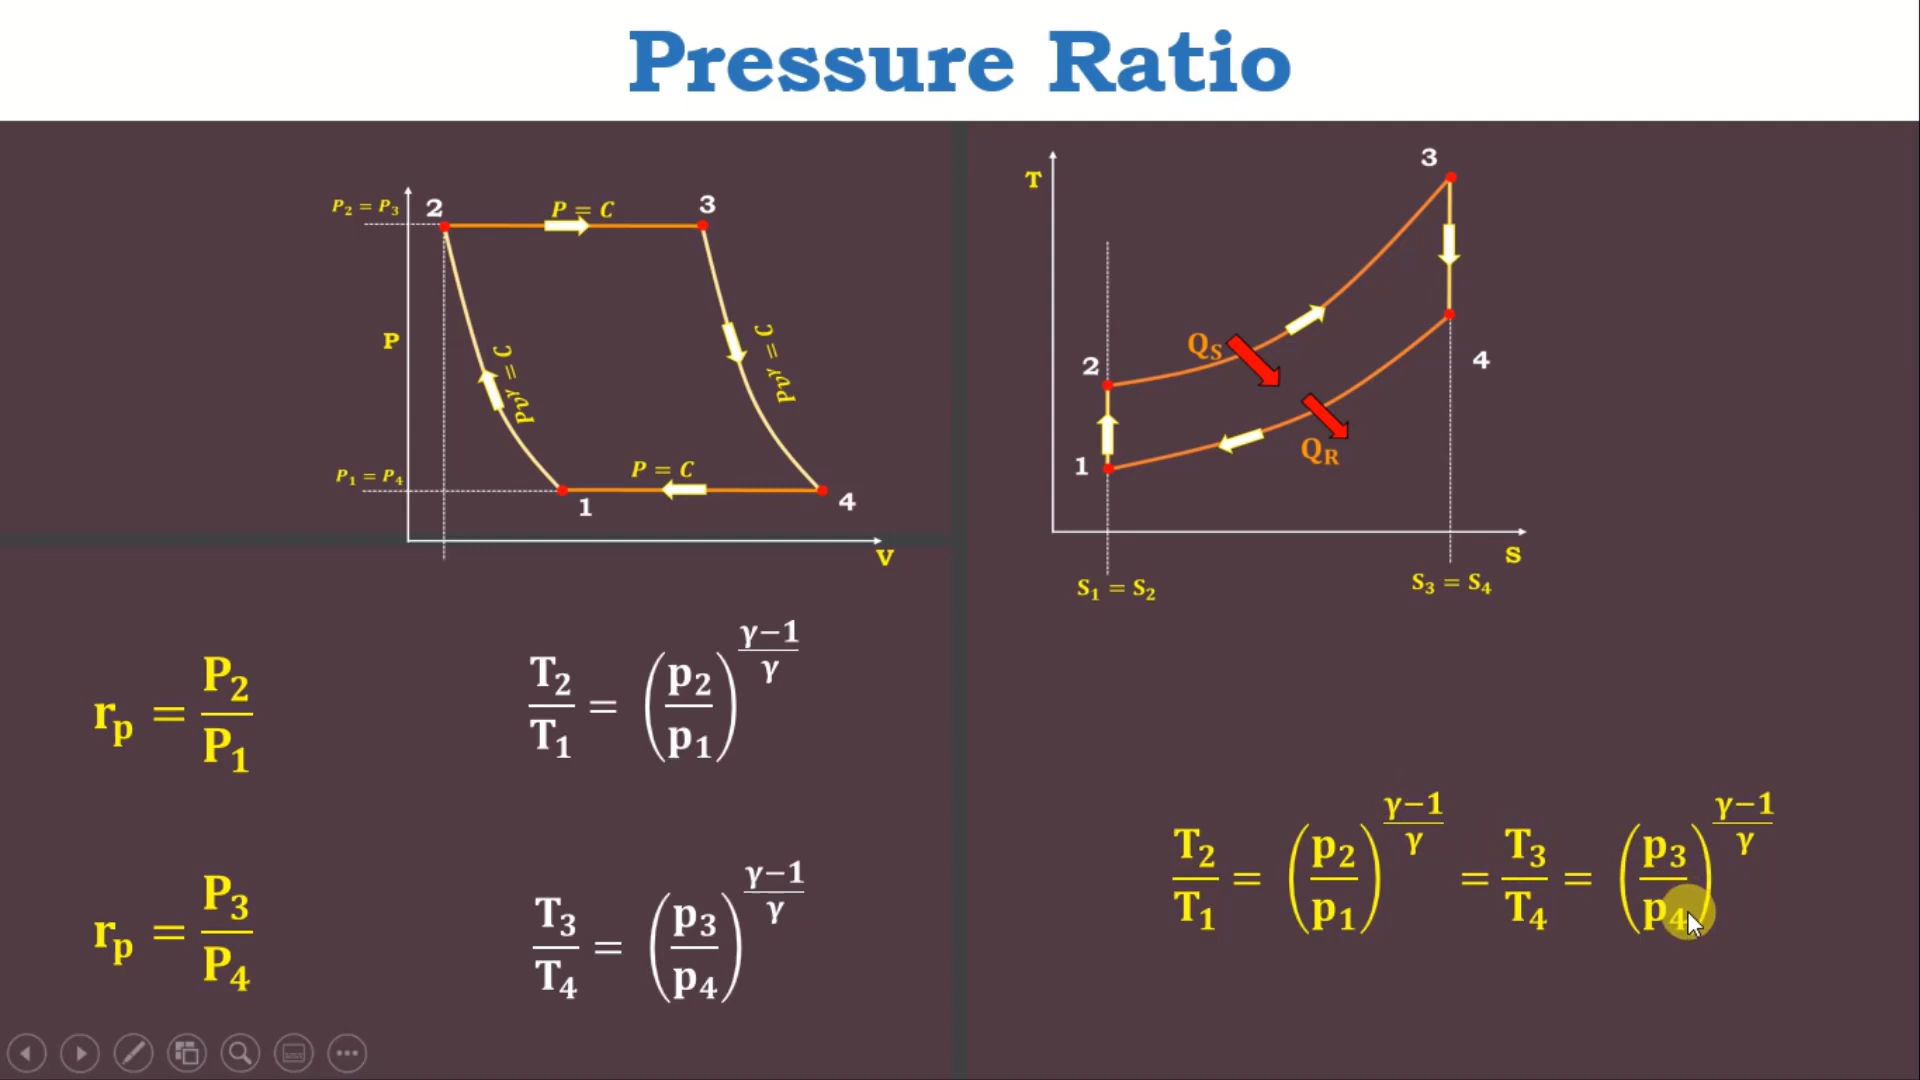 Pressure Ratio
P₂ = P₃
2
P = C
3
P
Pvᵞ = C
Pvᵞ = C
P₁ = P₄
P = C
1
4
V
T
3
Q_S
2
4
Q_R
1
S
S₁ = S₂
S₃ = S₄
r_p = P₂/P₁
T₂/T₁ = (p₂/p₁)^((γ−1)/γ)
r_p = P₃/P₄
T₃/T₄ = (p₃/p₄)^((γ−1)/γ)
T₂/T₁ = (p₂/p₁)^((γ−1)/γ) = T₃/T₄ = (p₃/p₄)^((γ−1)/γ)